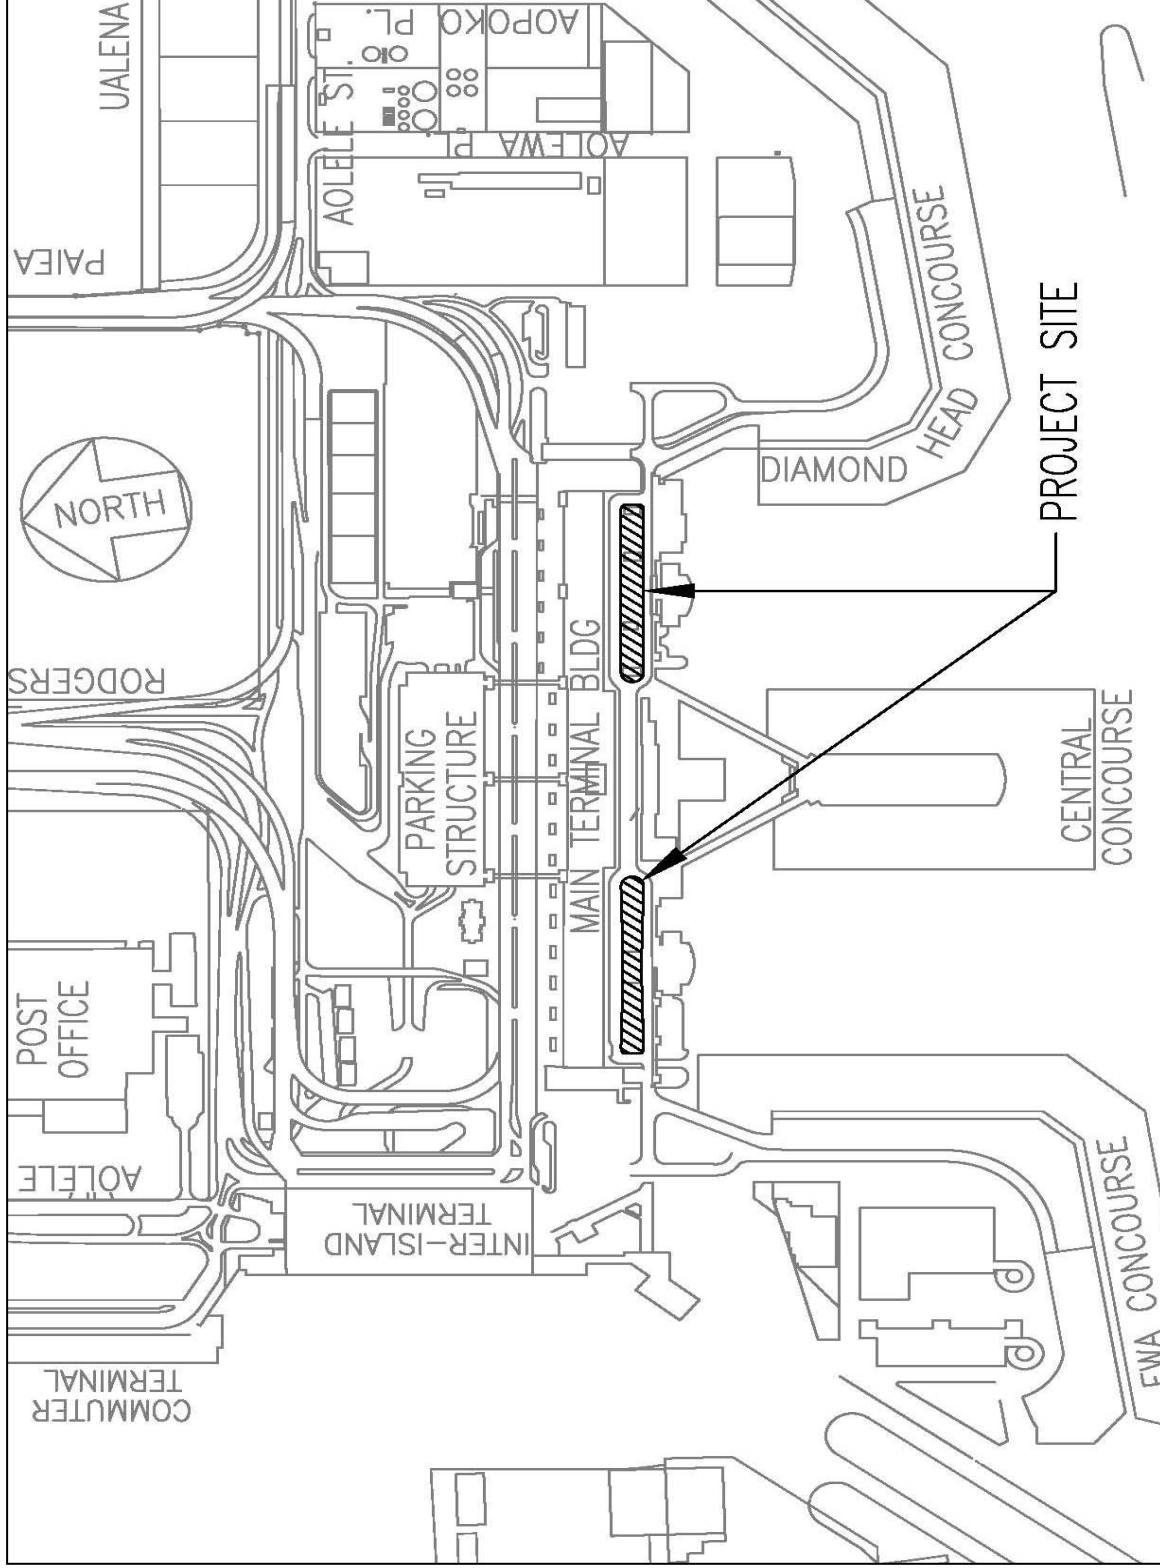 UALENA
AOPOKO
PL.
AOLELE ST.
AOLEWA PL
PAIEA
NORTH
RODGERS
PARKING
STRUCTURE
MAIN TERMINAL BLDG
DIAMOND
HEAD
CONCOURSE
PROJECT SITE
CENTRAL
CONCOURSE
POST
OFFICE
AOLELE
INTER-ISLAND
TERMINAL
COMMUTER
TERMINAL
EWA CONCOURSE